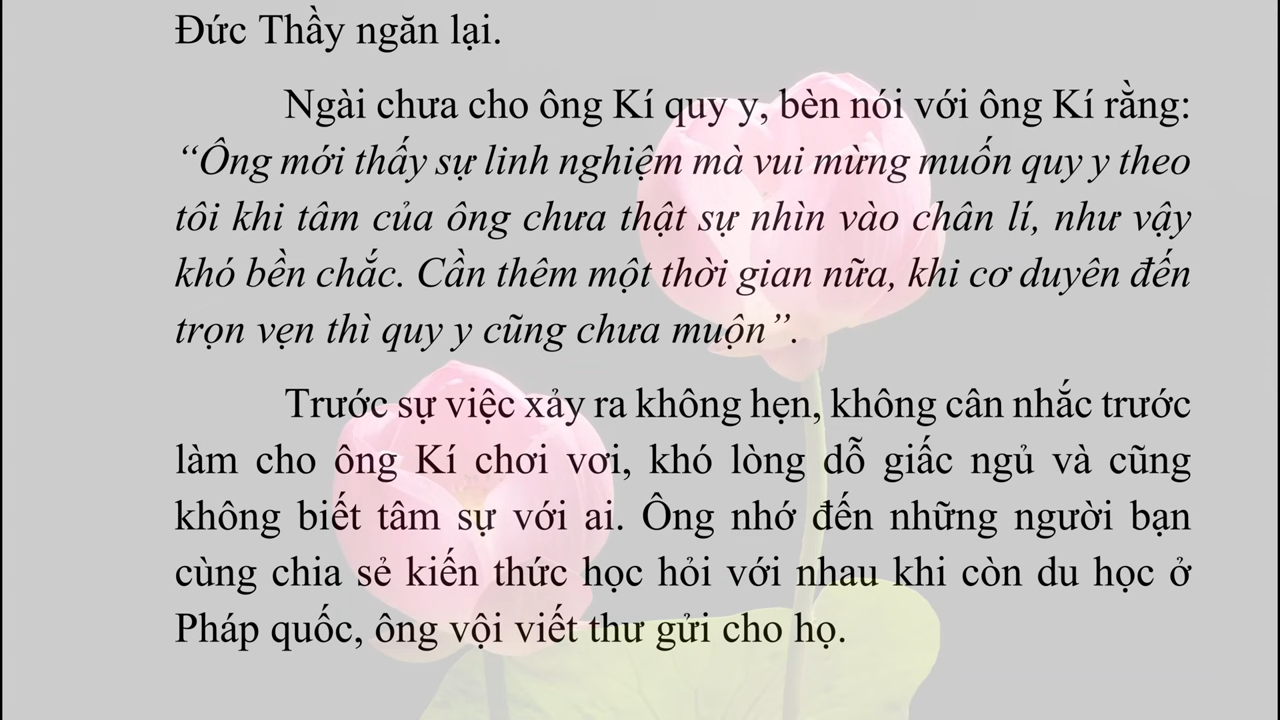 Đức Thầy ngăn lại.
Ngài chưa cho ông Kí quy y, bèn nói với ông Kí rằng:
“Ông mới thấy sự linh nghiệm mà vui mừng muốn quy y theo
tôi khi tâm của ông chưa thật sự nhìn vào chân lí, như vậy
khó bền chắc. Cần thêm một thời gian nữa, khi cơ duyên đến
trọn vẹn thì quy y cũng chưa muộn”.
Trước sự việc xảy ra không hẹn, không cân nhắc trước
làm cho ông Kí chơi vơi, khó lòng dỗ giấc ngủ và cũng
không biết tâm sự với ai. Ông nhớ đến những người bạn
cùng chia sẻ kiến thức học hỏi với nhau khi còn du học ở
Pháp quốc, ông vội viết thư gửi cho họ.